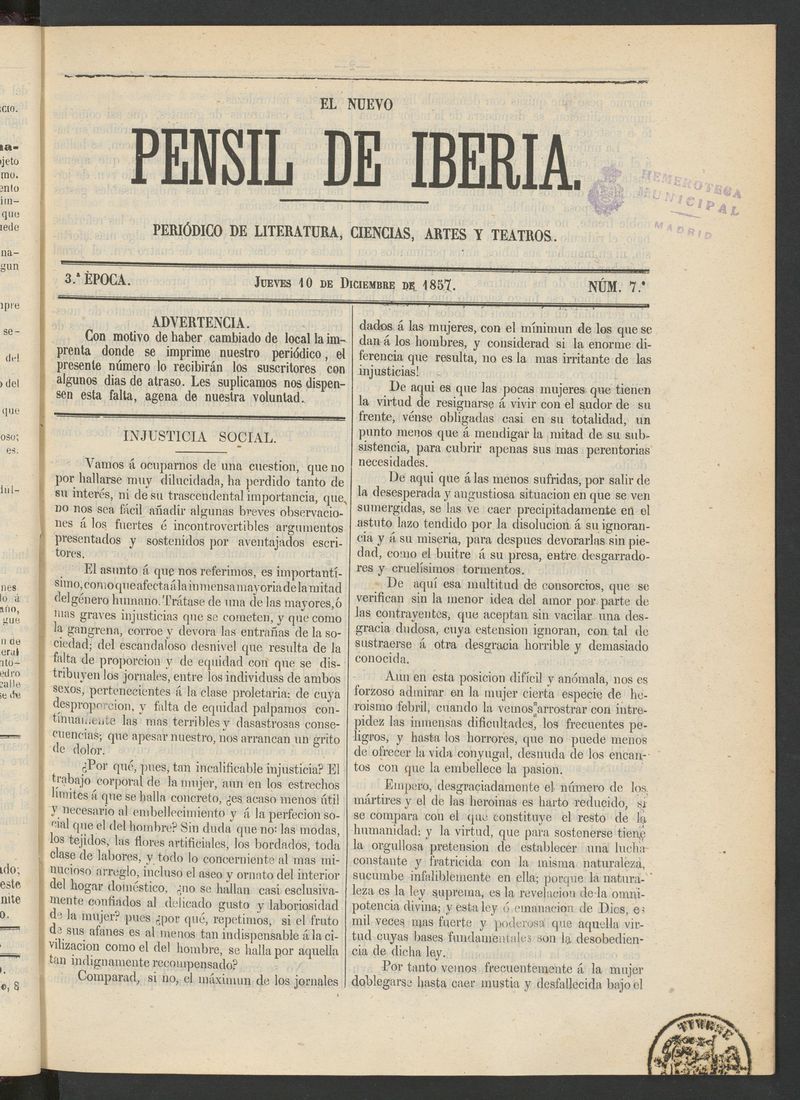 EL NUEVO
PENSIL DE IBERIA.
HEMEROTECA
MUNICIPAL
MADRID
PERIÓDICO DE LITERATURA, CIENCIAS, ARTES Y TEATROS.
3.ª ÉPOCA.
JUEVES 10 DE DICIEMBRE DE 1857.
NÚM. 7.º
ADVERTENCIA.
Con motivo de haber cambiado de local la im-
prenta donde se imprime nuestro periódico, el
presente número lo recibirán los suscritores con
algunos dias de atraso. Les suplicamos nos dispen-
sen esta falta, agena de nuestra voluntad.
INJUSTICIA SOCIAL.
Vamos á ocuparnos de una cuestion, que no
por hallarse muy dilucidada, ha perdido tanto de
su interés, ni de su trascendental importancia, que
no nos sea fácil añadir algunas breves observacio-
nes á los fuertes é incontrovertibles argumentos
presentados y sostenidos por aventajados escri-
tores.
El asunto á que nos referimos, es importantí-
simo, como que afecta á la inmensa mayoria de la mitad
del género humano. Trátase de una de las mayores, ó
mas graves injusticias que se cometen, y que como
la gangrena, corroe y devora las entrañas de la so-
ciedad; del escandaloso desnivel que resulta de la
falta de proporcion y de equidad con que se dis-
tribuyen los jornales, entre los individuss de ambos
sexos, pertenecientes á la clase proletaria: de cuya
desproporcion, y falta de equidad palpamos con-
tínuamente las mas terribles y dasastrosas conse-
cuencias; que apesar nuestro, nos arrancan un grito
de dolor.
¿Por qué, pues, tan incalificable injusticia? El
trabajo corporal de la mujer, aun en los estrechos
límites á que se halla concreto, ¿es acaso menos útil
y necesario al embellecimiento y á la perfecion so-
cial que el del hombre? Sin duda que no: las modas,
los tejidos, las flores artificiales, los bordados, toda
clase de labores, y todo lo concerniente al mas mi-
nucioso arreglo, incluso el aseo y ornato del interior
del hogar doméstico, ¿no se hallan casi esclusiva-
mente confiados al delicado gusto y laboriosidad
de la mujer? pues ¿por qué, repetimos, si el fruto
de sus afanes es al menos tan indispensable á la ci-
vilizacion como el del hombre, se halla por aquella
tan indignamente recompensado?
Comparad, si no, el máximun de los jornales
dados á las mujeres, con el mínimun de los que se
dan á los hombres, y considerad si la enorme di-
ferencia que resulta, no es la mas irritante de las
injusticias!
De aqui es que las pocas mujeres que tienen
la virtud de resignarse á vivir con el sudor de su
frente, vénse obligadas casi en su totalidad, un
punto menos que á mendigar la mitad de su sub-
sistencia, para cubrir apenas sus mas perentorias
necesidades.
De aqui que á las menos sufridas, por salir de
la desesperada y angustiosa situacion en que se ven
sumergidas, se las ve caer precipitadamente en el
astuto lazo tendido por la disolucion á su ignoran-
cia y á su miseria, para despues devorarlas sin pie-
dad, como el buitre á su presa, entre desgarrado-
res y cruelísimos tormentos.
De aquí esa multitud de consorcios, que se
verifican sin la menor idea del amor por parte de
las contrayentes, que aceptan sin vacilar una des-
gracia dudosa, cuya estension ignoran, con tal de
sustraerse á otra desgracia horrible y demasiado
conocida.
Aun en esta posicion difícil y anómala, nos es
forzoso admirar en la mujer cierta especie de he-
roismo febril, cuando la vemos arrostrar con intre-
pidez las inmensas dificultades, los frecuentes pe-
ligros, y hasta los horrores, que no puede menos
de ofrecer la vida conyugal, desnuda de los encan-
tos con que la embellece la pasion.
Empero, desgraciadamente el número de los
mártires y el de las heroinas es harto reducido, si
se compara con el que constituye el resto de la
humanidad: y la virtud, que para sostenerse tiene
la orgullosa pretension de establecer una lucha
constante y fratricida con la misma naturaleza,
sucumbe infaliblemente en ella; porque la natura-
leza es la ley suprema, es la revelacion de la omni-
potencia divina; y esta ley ó emanacion de Dios, es
mil veces mas fuerte y poderosa que aquella vir-
tud cuyas bases fundamentales son la desobedien-
cia de dicha ley.
Por tanto vemos frecuentemente á la mujer
doblegarse hasta caer mustia y desfallecida bajo el
TIMBRE